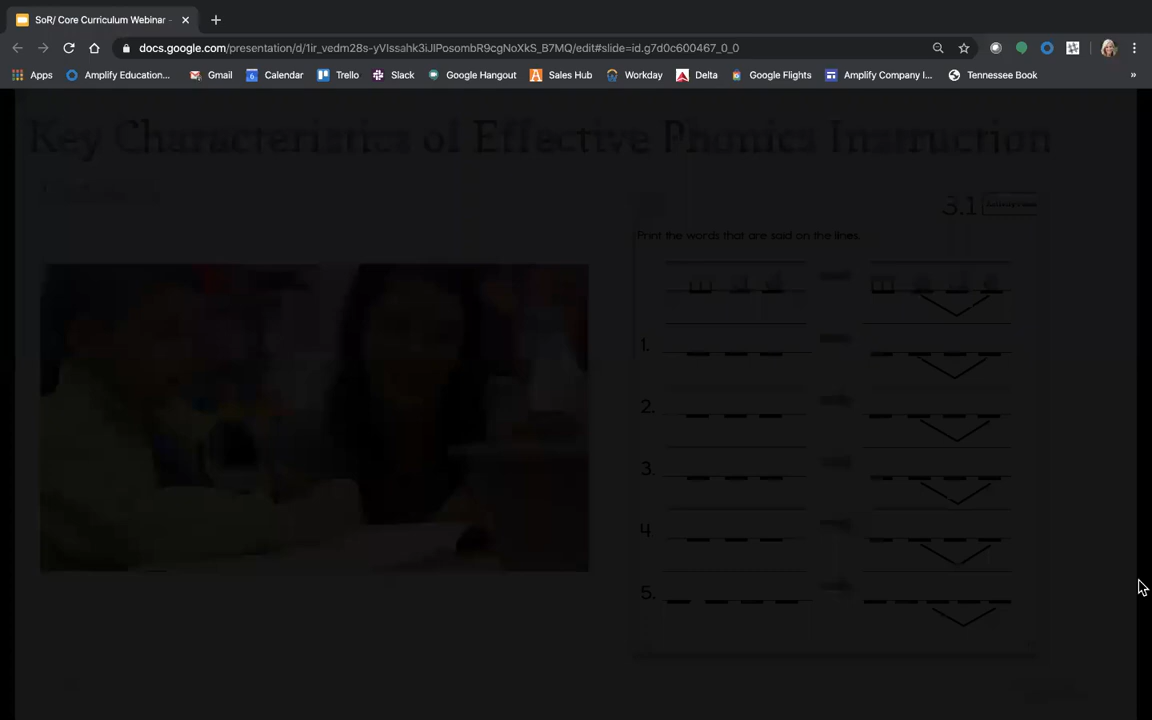 SoR/ Core Curriculum Webinar -
docs.google.com/presentation/d/1ir_vedm28s-yVIssahk3iJIPosombR9cgNoXkS_B7MQ/edit#slide=id.g7d0c600467_0_0
Apps Amplify Education... Gmail Calendar Trello Slack Google Hangout Sales Hub Workday Delta Google Flights Amplify Company I... Tennessee Book »
Key Characteristics of Effective Phonics Instruction
3.1
Print the words that are said on the lines.
1.
2.
3.
4
5.